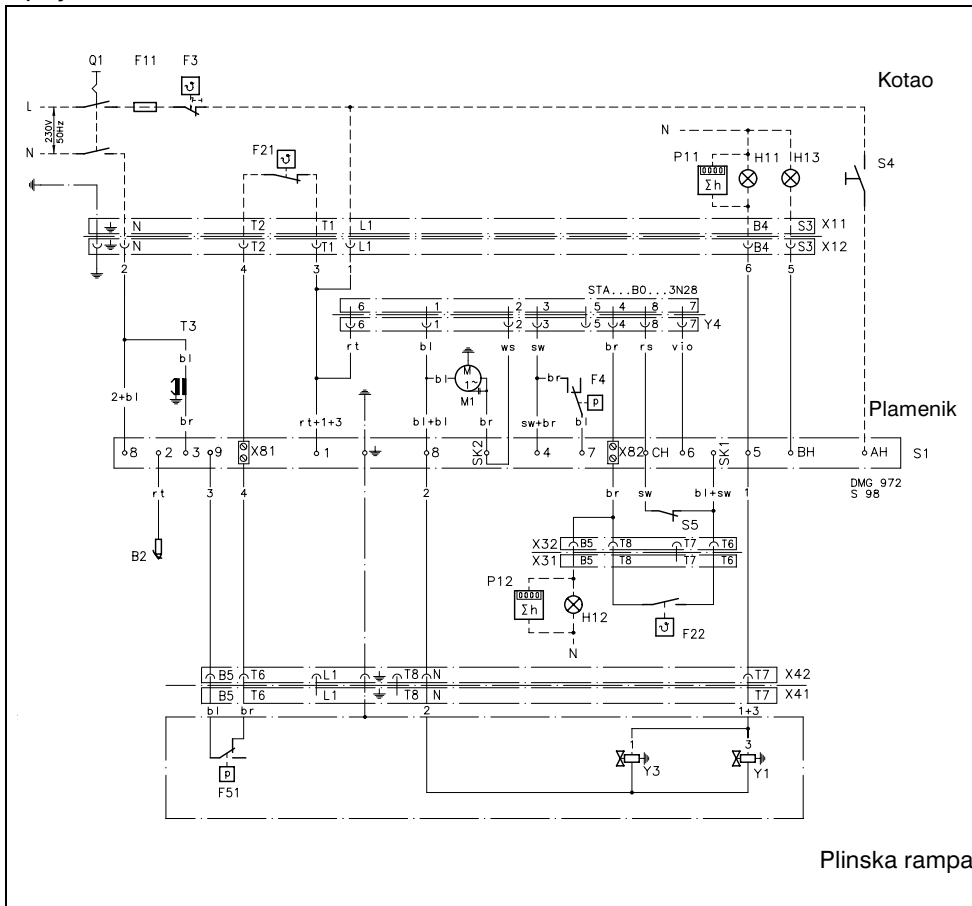 Q1 F11 F3
Kotao
L
230V
50Hz
N
F21
N
P11 H11 H13
S4
Σh
N T2 T1 L1 B4 S3 X11
N T2 T1 L1 B4 S3 X12
2 4 3 1 6 5
STA...BO...3N28
6 1 2 3 5 4 8 7
6 1 2 3 5 4 8 7 Y4
T3
rt bl ws sw br rs vio
bl
bl M 1~ br F4
M1 p
2+bl br rt+1+3 bl+bl br sw+br bl
Plamenik
8 2 3 9 X81 1 8 SK2 4 7 X82 CH 6 SK1 5 BH AH S1
DMG 972
S 98
rt 3 4 2 br sw bl+sw 1
S5
B2
X32 B5 T8 T7 T6
X31 B5 T8 T7 T6
P12
Σh H12
F22
N
B5 T6 L1 T8 N T7 X42
B5 T6 L1 T8 N T7 X41
bl br 2 1+3
1 3
Y3 Y1
p
F51
Plinska rampa